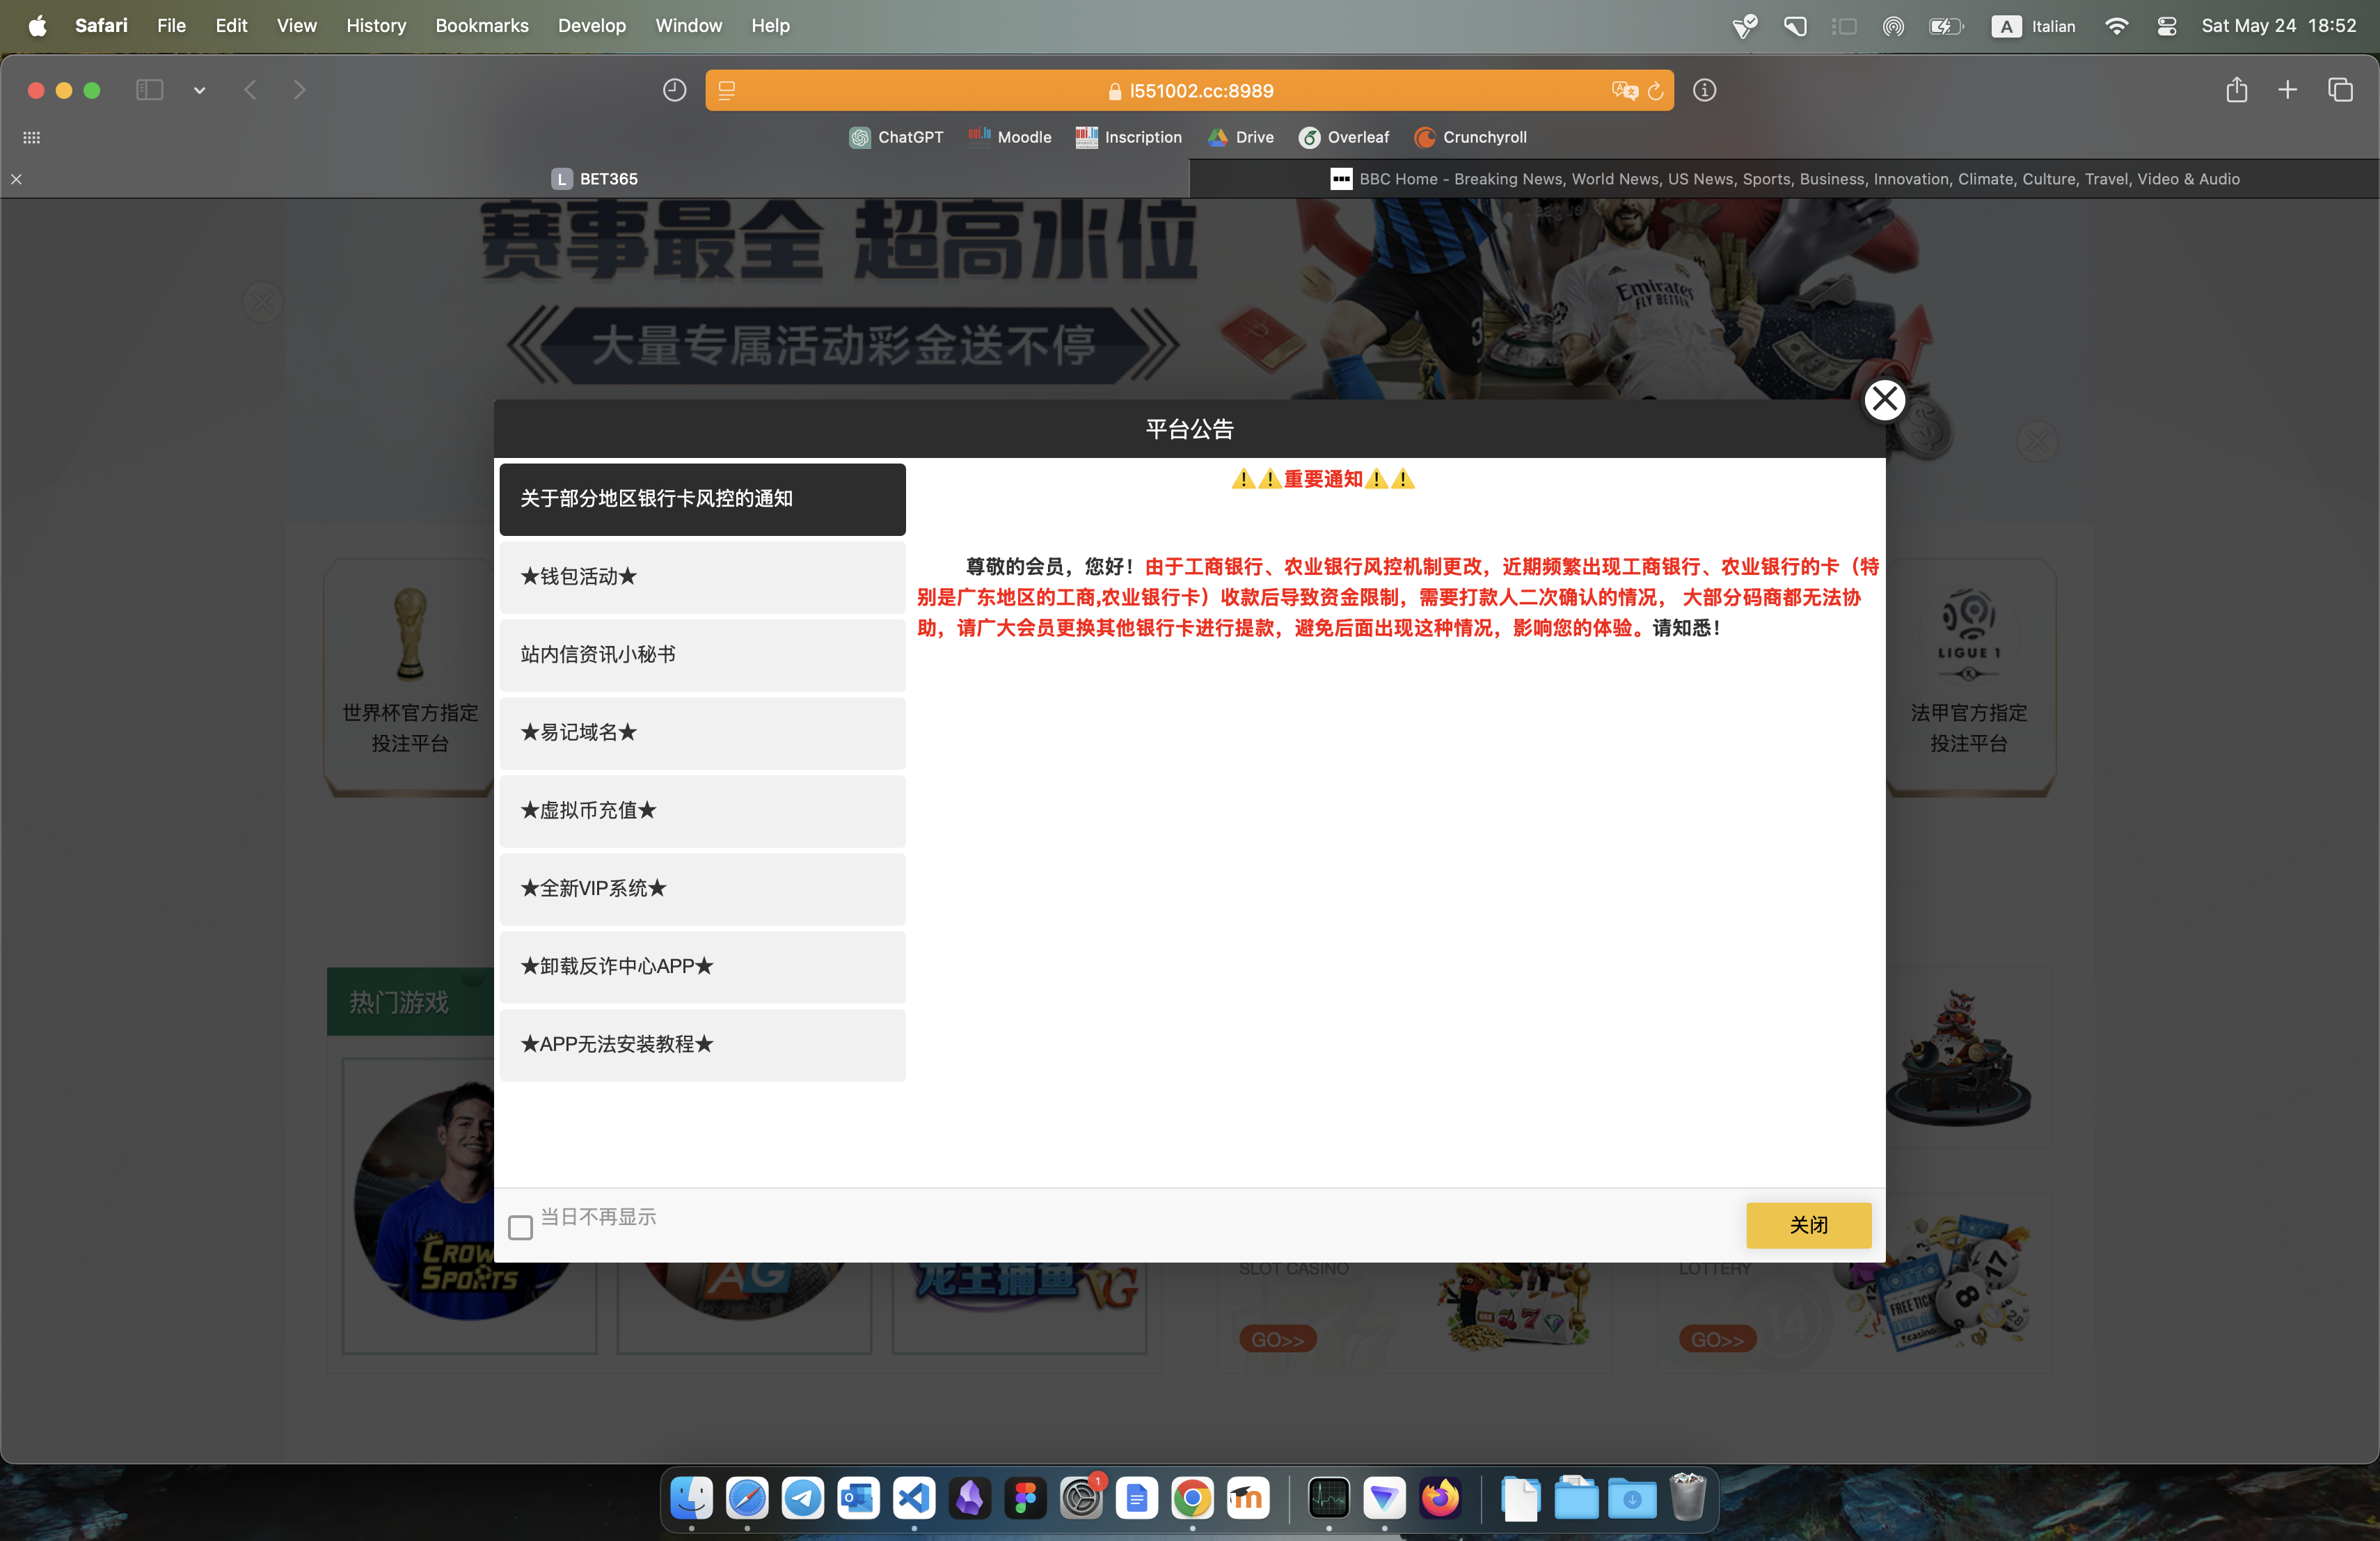 Safari File Edit View History Bookmarks Develop Window Help
A Italian Sat May 24 18:52
l551002.cc:8989
ChatGPT Moodle Inscription Drive Overleaf Crunchyroll
L BET365
BBC Home - Breaking News, World News, US News, Sports, Business, Innovation, Climate, Culture, Travel, Video & Audio
赛事最全 超高水位
大量专属活动彩金送不停
Emirates
FLY BETTER
平台公告
关于部分地区银行卡风控的通知
★钱包活动★
站内信资讯小秘书
★易记域名★
★虚拟币充值★
★全新VIP系统★
★卸载反诈中心APP★
★APP无法安装教程★
⚠️⚠️重要通知⚠️⚠️
尊敬的会员，您好！由于工商银行、农业银行风控机制更改，近期频繁出现工商银行、农业银行的卡（特
别是广东地区的工商,农业银行卡）收款后导致资金限制，需要打款人二次确认的情况， 大部分码商都无法协
助，请广大会员更换其他银行卡进行提款，避免后面出现这种情况，影响您的体验。请知悉！
当日不再显示
关闭
世界杯官方指定
投注平台
LIGUE 1
法甲官方指定
投注平台
热门游戏
CROWN
SPORTS
AG
龙王捕鱼
VG
SLOT CASINO
GO>>
LOTTERY
GO>>
FREE TICK
casino
1